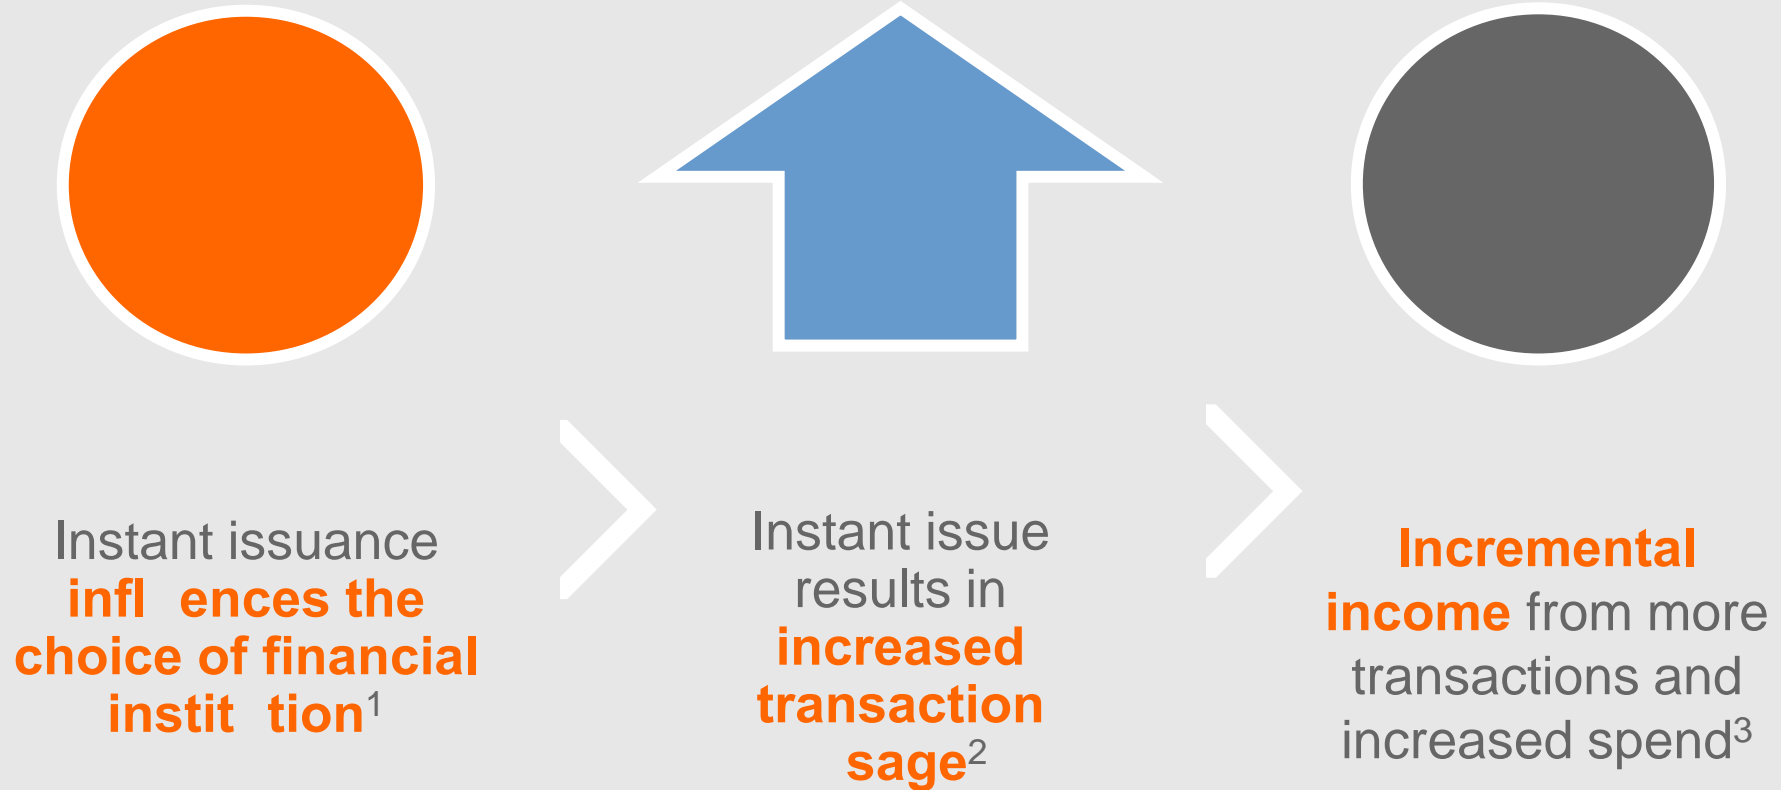 Instant issuance
infl ences the
choice of financial
instit tion1
Instant issue
results in
increased
transaction
sage2
Incremental
income from more
transactions and
increased spend3